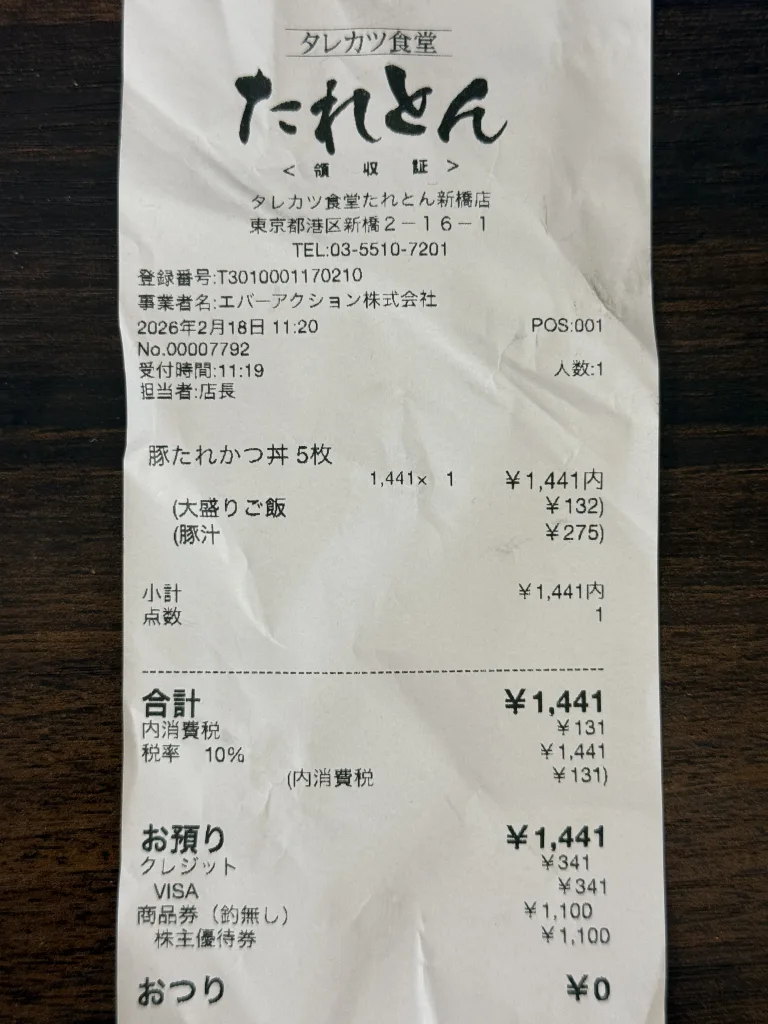 タレカツ食堂
たれとん
＜ 領 収 証 ＞
タレカツ食堂たれとん新橋店
東京都港区新橋２－１６－１
TEL:03-5510-7201
登録番号:T3010001170210
事業者名:エバーアクション株式会社
2026年2月18日 11:20 POS:001
No.00007792
受付時間:11:19 人数:1
担当者:店長
豚たれかつ丼 5枚
1,441× 1 ￥1,441内
(大盛りご飯 ￥132)
(豚汁 ￥275)
小計 ￥1,441内
点数 1
合計 ￥1,441
内消費税 ￥131
税率 10% ￥1,441
(内消費税 ￥131)
お預り ￥1,441
クレジット ￥341
VISA ￥341
商品券（釣無し） ￥1,100
株主優待券 ￥1,100
おつり ￥0